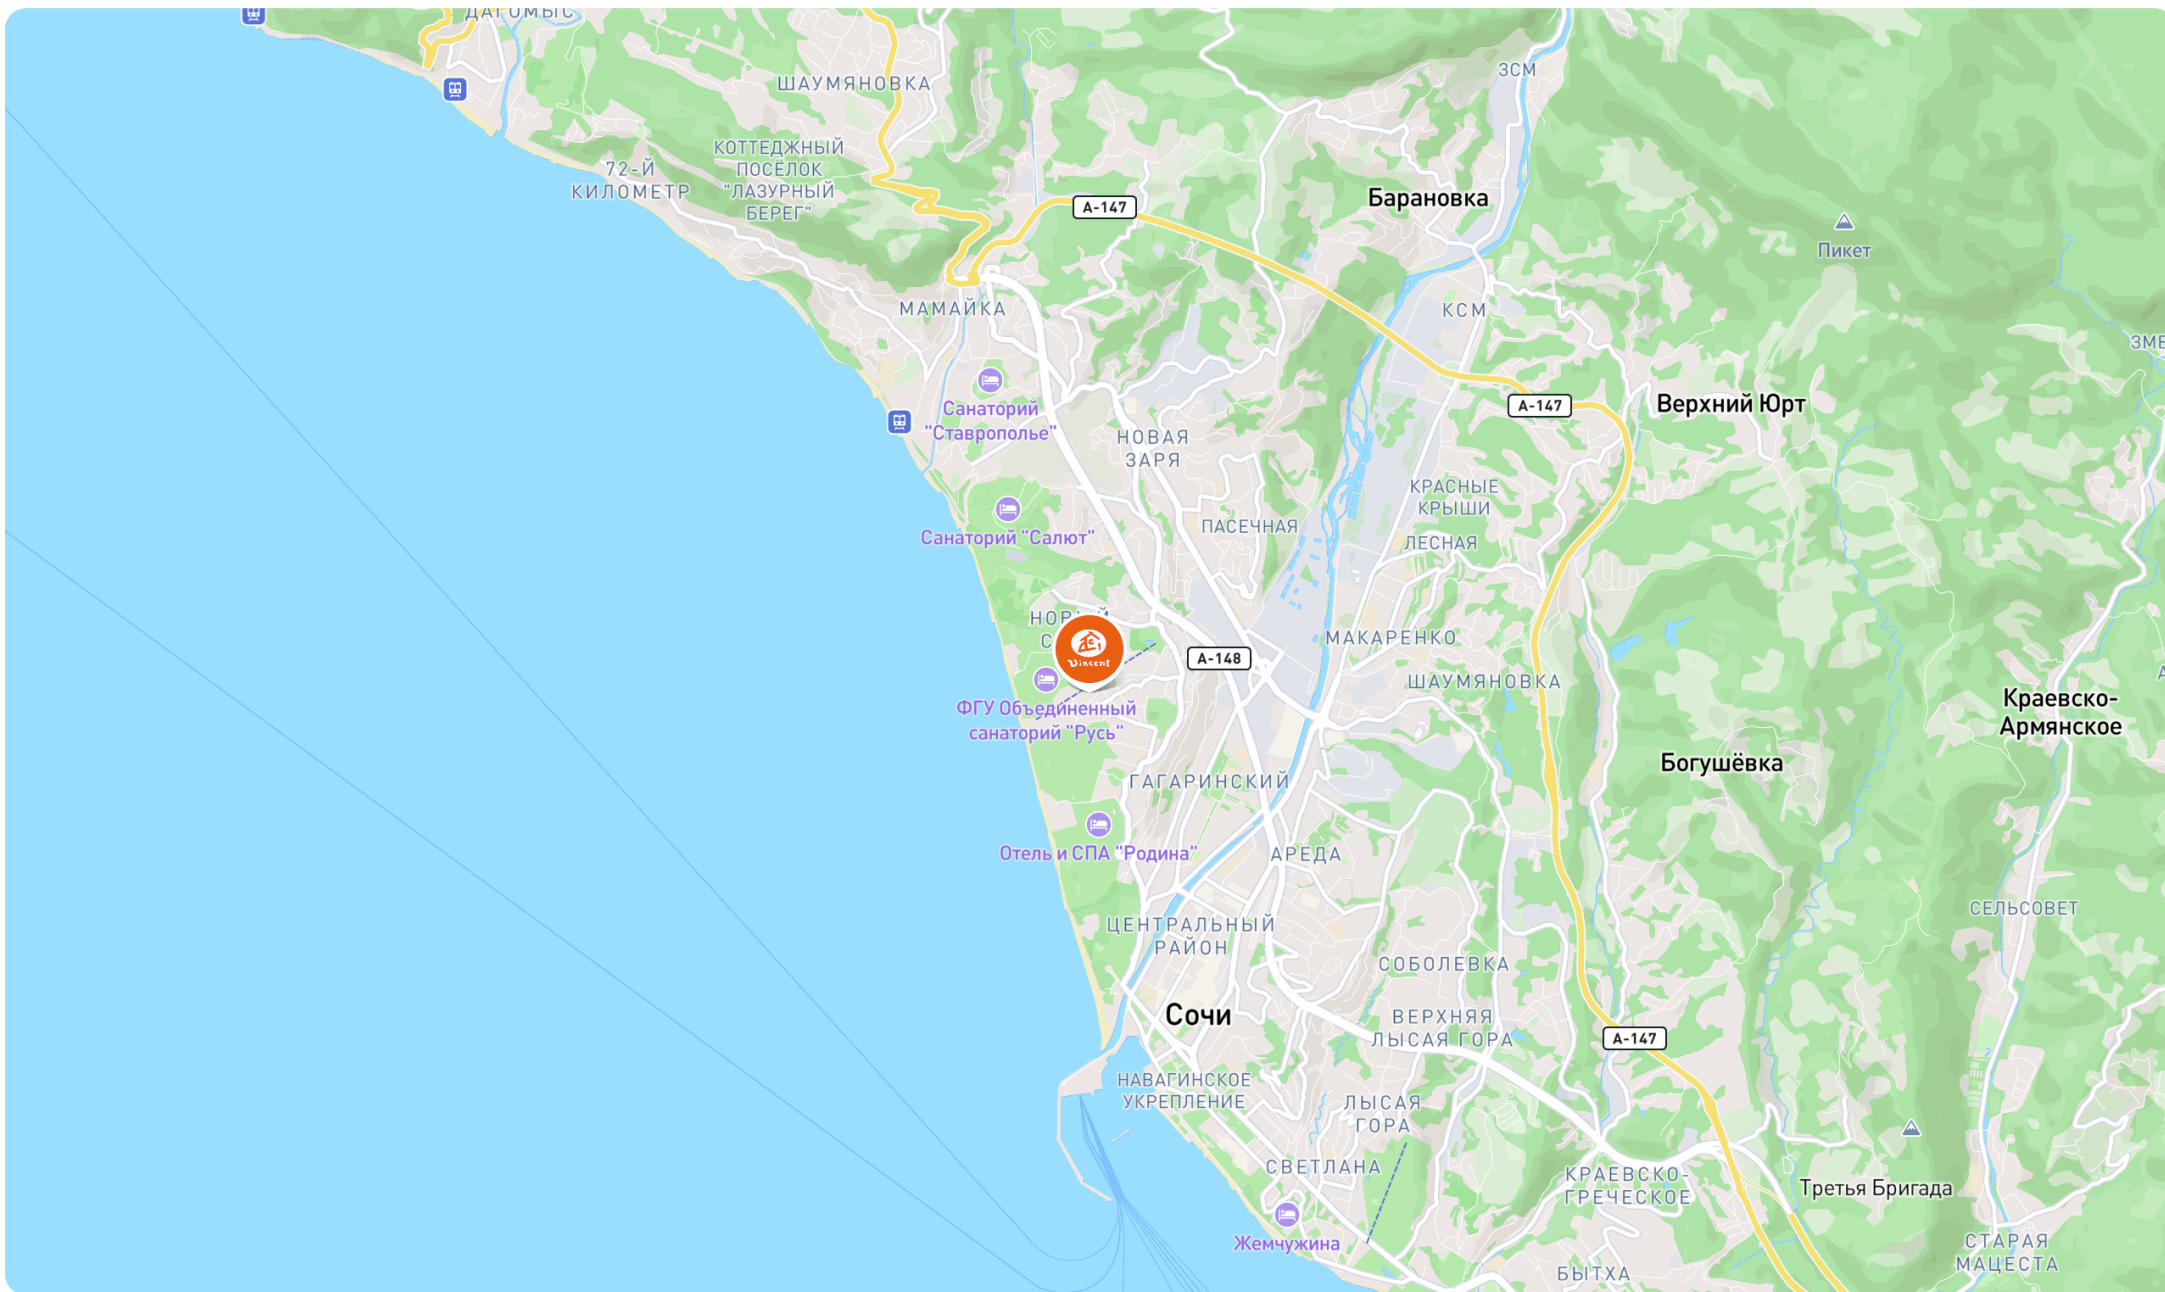 ДАГОМЫС
ШАУМЯНОВКА
ЗСМ
КОТТЕДЖНЫЙ
ПОСЁЛОК
"ЛАЗУРНЫЙ
БЕРЕГ"
72-Й
КИЛОМЕТР
А-147
Барановка
Пикет
МАМАЙКА
КСМ
ЗМЕ
Санаторий
"Ставрополье"
А-147
Верхний Юрт
НОВАЯ
ЗАРЯ
КРАСНЫЕ
КРЫШИ
ПАСЕЧНАЯ
Санаторий "Салют"
ЛЕСНАЯ
Vincent
МАКАРЕНКО
А-148
ШАУМЯНОВКА
ФГУ Объединенный
санаторий "Русь"
Краевско-
Армянское
Богушёвка
ГАГАРИНСКИЙ
Отель и СПА "Родина"
АРЕДА
СЕЛЬСОВЕТ
ЦЕНТРАЛЬНЫЙ
РАЙОН
СОБОЛЕВКА
Сочи
ВЕРХНЯЯ
ЛЫСАЯ ГОРА
А-147
НАВАГИНСКОЕ
УКРЕПЛЕНИЕ
ЛЫСАЯ
ГОРА
СВЕТЛАНА
КРАЕВСКО-
ГРЕЧЕСКОЕ
Третья Бригада
Жемчужина
СТАРАЯ
МАЦЕСТА
БЫТХА